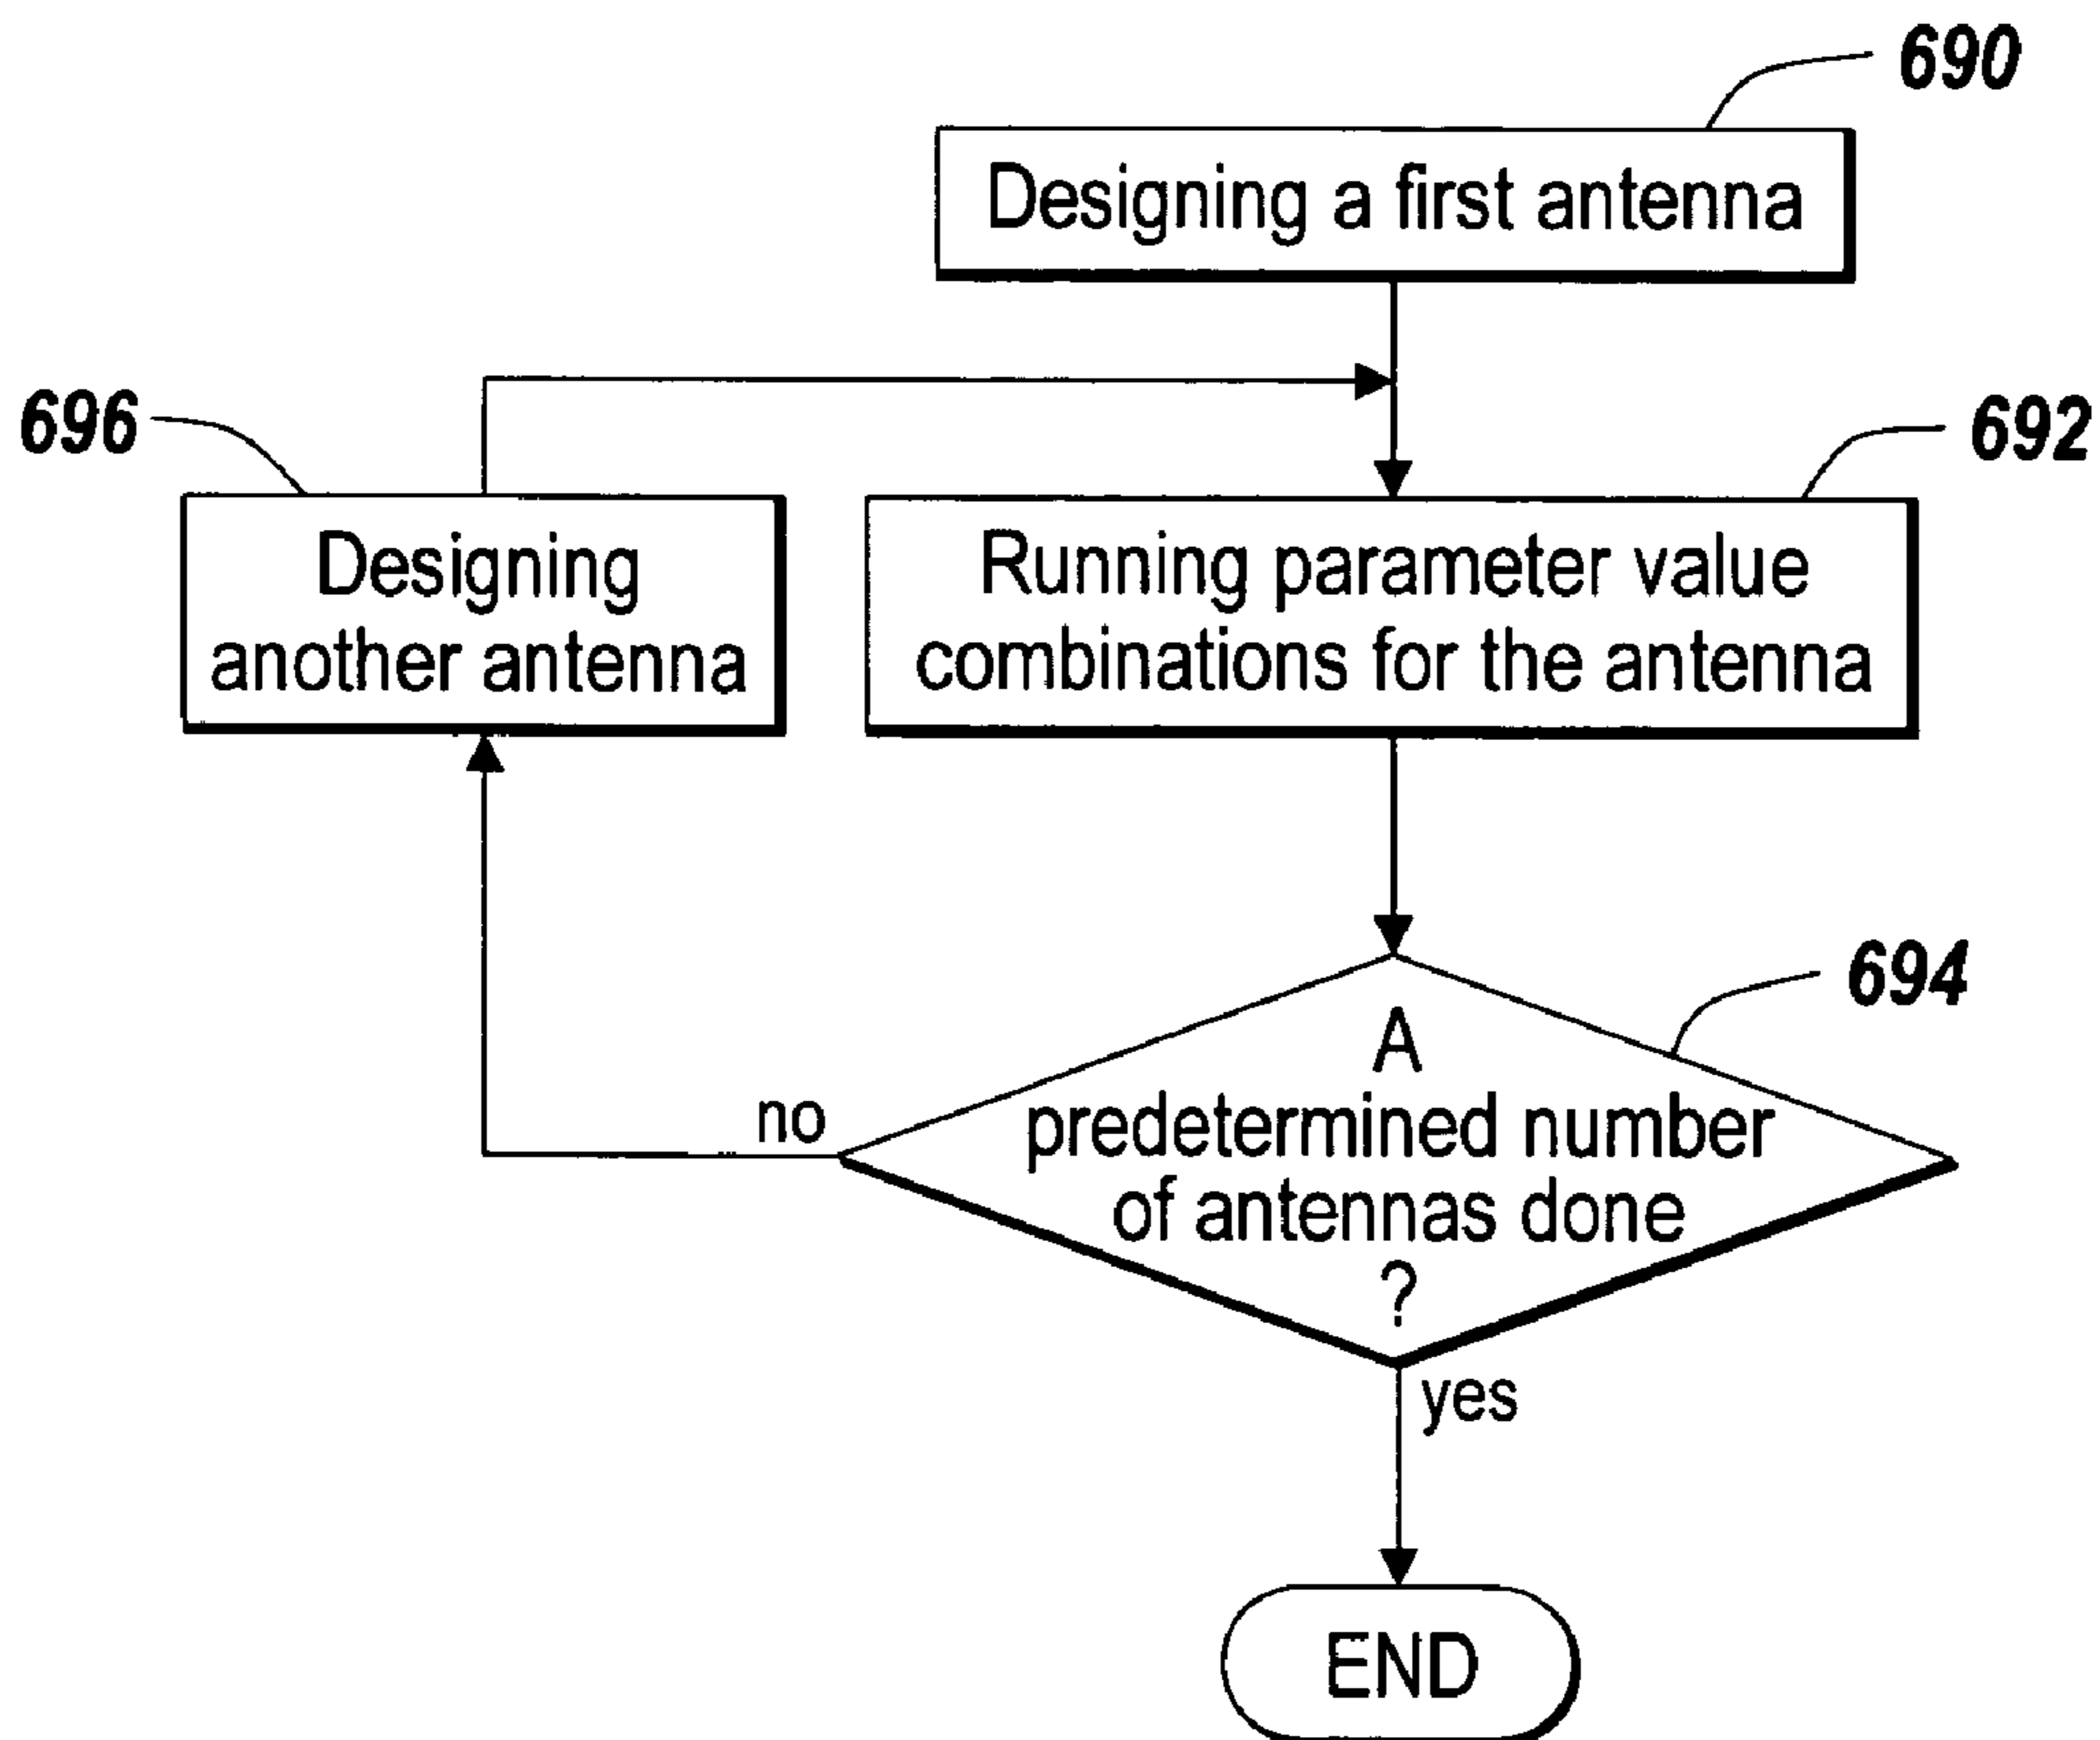 690
Designing a first antenna
696
692
Designing
another antenna
Running parameter value
combinations for the antenna
694
A
predetermined number
of antennas done
?
no
yes
END